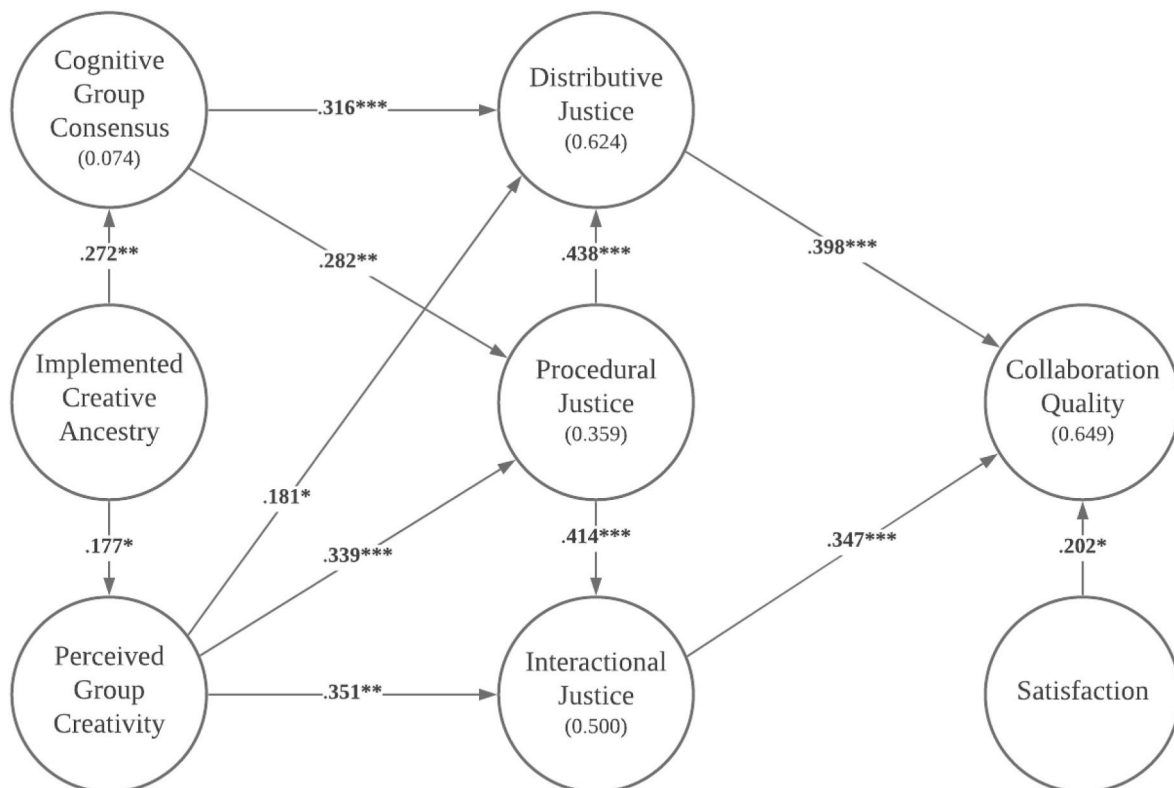 Cognitive
Group
Consensus
(0.074)
.316***
Distributive
Justice
(0.624)
.272**
.282**
.438***
.398***
Implemented
Creative
Ancestry
Procedural
Justice
(0.359)
Collaboration
Quality
(0.649)
.181*
.177*
.339***
.414***
.347***
.202*
Perceived
Group
Creativity
.351**
Interactional
Justice
(0.500)
Satisfaction